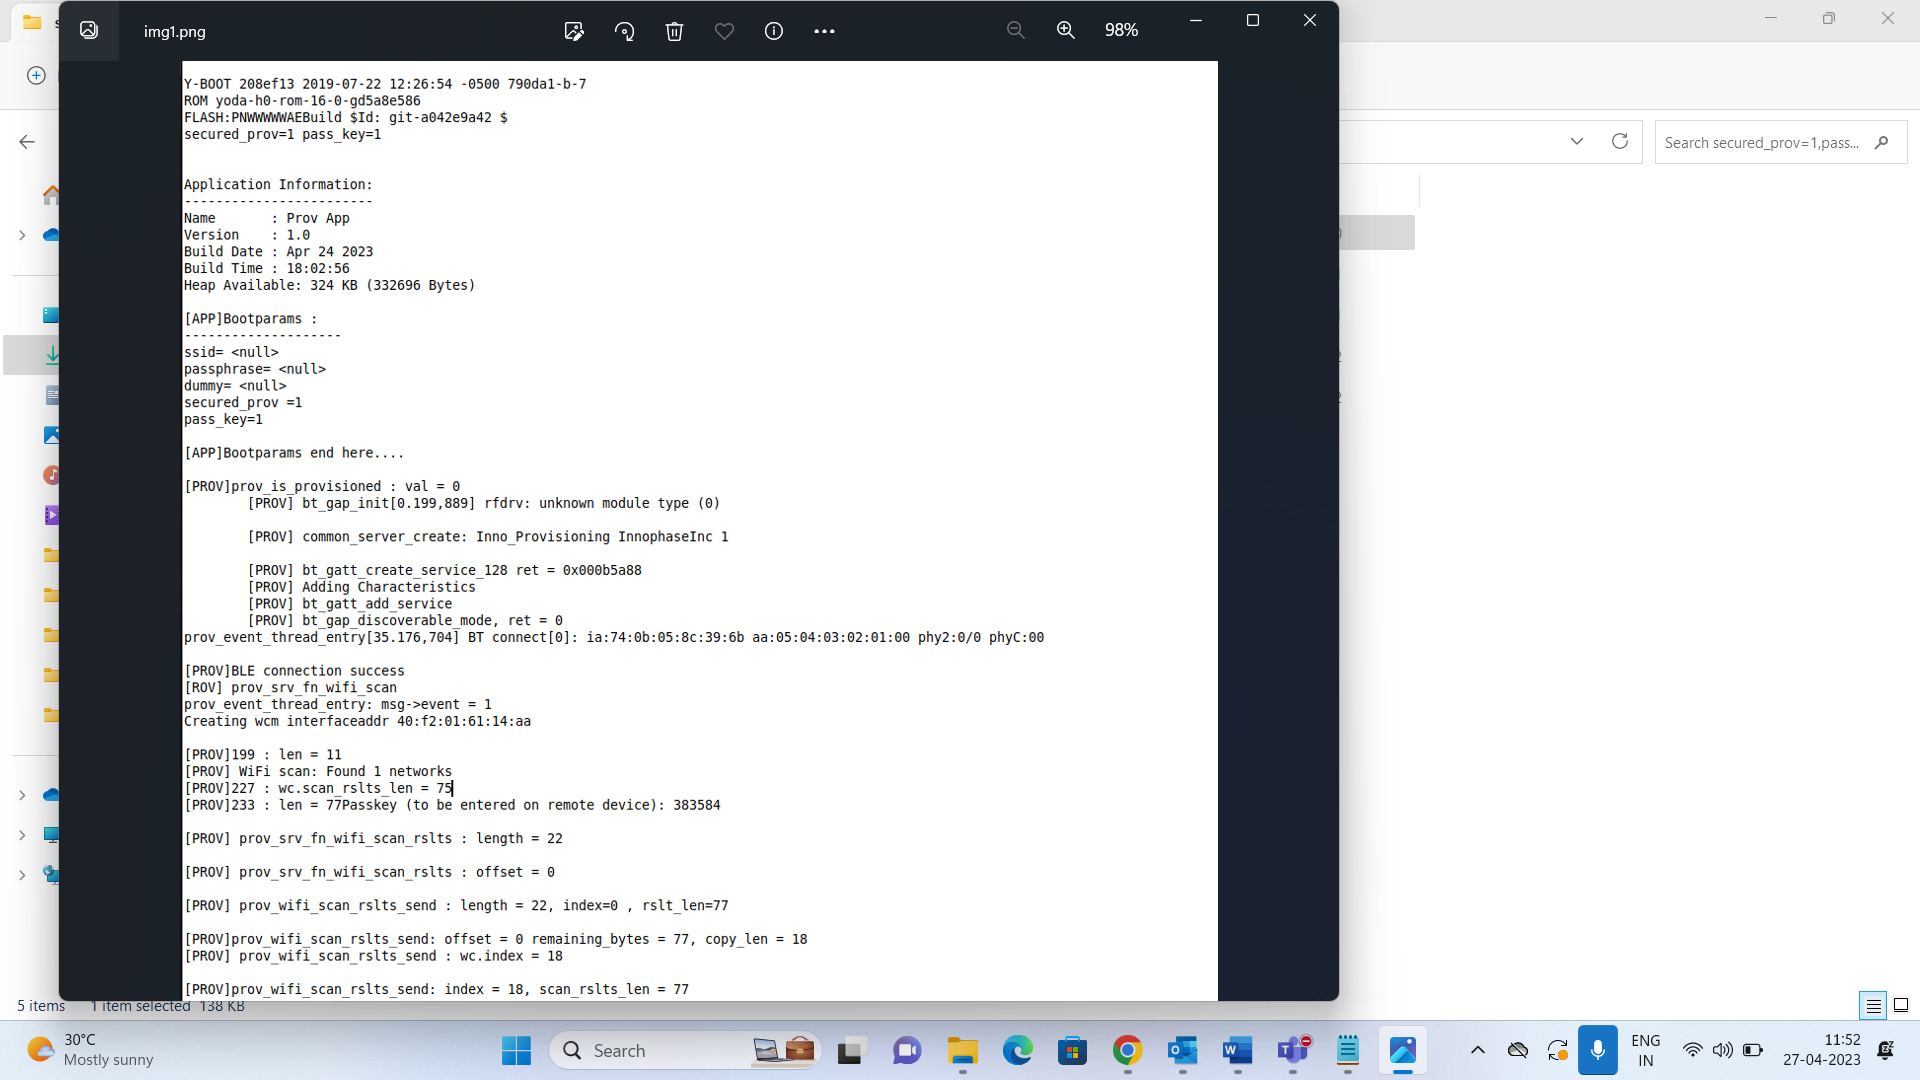 img1.png
98%
Y-BOOT 208ef13 2019-07-22 12:26:54 -0500 790da1-b-7
ROM yoda-h0-rom-16-0-gd5a8e586
FLASH:PNWWWWWAEBuild $Id: git-a042e9a42 $
secured_prov=1 pass_key=1
Application Information:
------------------------
Name       : Prov App
Version    : 1.0
Build Date : Apr 24 2023
Build Time : 18:02:56
Heap Available: 324 KB (332696 Bytes)
[APP]Bootparams :
--------------------
ssid= <null>
passphrase= <null>
dummy= <null>
secured_prov =1
pass_key=1
[APP]Bootparams end here....
[PROV]prov_is_provisioned : val = 0
[PROV] bt_gap_init[0.199,889] rfdrv: unknown module type (0)
[PROV] common_server_create: Inno_Provisioning InnophaseInc 1
[PROV] bt_gatt_create_service_128 ret = 0x000b5a88
[PROV] Adding Characteristics
[PROV] bt_gatt_add_service
[PROV] bt_gap_discoverable_mode, ret = 0
prov_event_thread_entry[35.176,704] BT connect[0]: ia:74:0b:05:8c:39:6b aa:05:04:03:02:01:00 phy2:0/0 phyC:00
[PROV]BLE connection success
[ROV] prov_srv_fn_wifi_scan
prov_event_thread_entry: msg->event = 1
Creating wcm interfaceaddr 40:f2:01:61:14:aa
[PROV]199 : len = 11
[PROV] WiFi scan: Found 1 networks
[PROV]227 : wc.scan_rslts_len = 75
[PROV]233 : len = 77Passkey (to be entered on remote device): 383584
[PROV] prov_srv_fn_wifi_scan_rslts : length = 22
[PROV] prov_srv_fn_wifi_scan_rslts : offset = 0
[PROV] prov_wifi_scan_rslts_send : length = 22, index=0 , rslt_len=77
[PROV]prov_wifi_scan_rslts_send: offset = 0 remaining_bytes = 77, copy_len = 18
[PROV] prov_wifi_scan_rslts_send : wc.index = 18
[PROV]prov_wifi_scan_rslts_send: index = 18, scan_rslts_len = 77
Search secured_prov=1,pass...
5 items 1 item selected 138 KB
30°C
Mostly sunny
Search
ENG
IN
11:52
27-04-2023